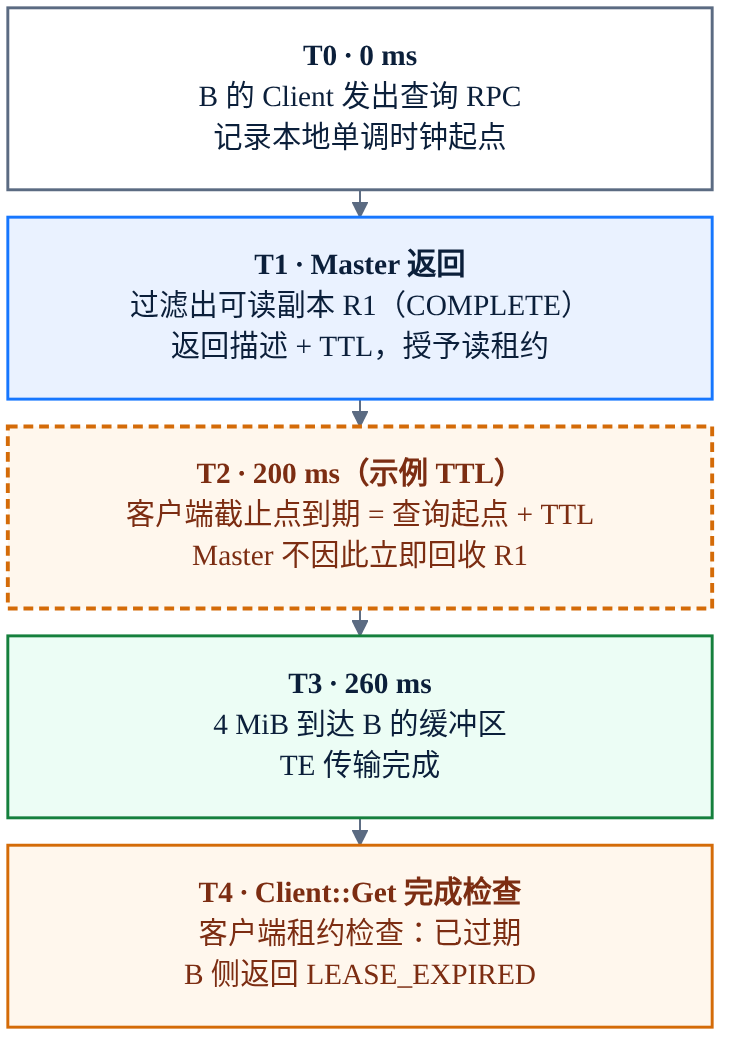 T0 · 0 ms
B 的 Client 发出查询 RPC
记录本地单调时钟起点
T1 · Master 返回
过滤出可读副本 R1（COMPLETE）
返回描述 + TTL，授予读租约
T2 · 200 ms（示例 TTL）
客户端截止点到期 = 查询起点 + TTL
Master 不因此立即回收 R1
T3 · 260 ms
4 MiB 到达 B 的缓冲区
TE 传输完成
T4 · Client::Get 完成检查
客户端租约检查：已过期
B 侧返回 LEASE_EXPIRED